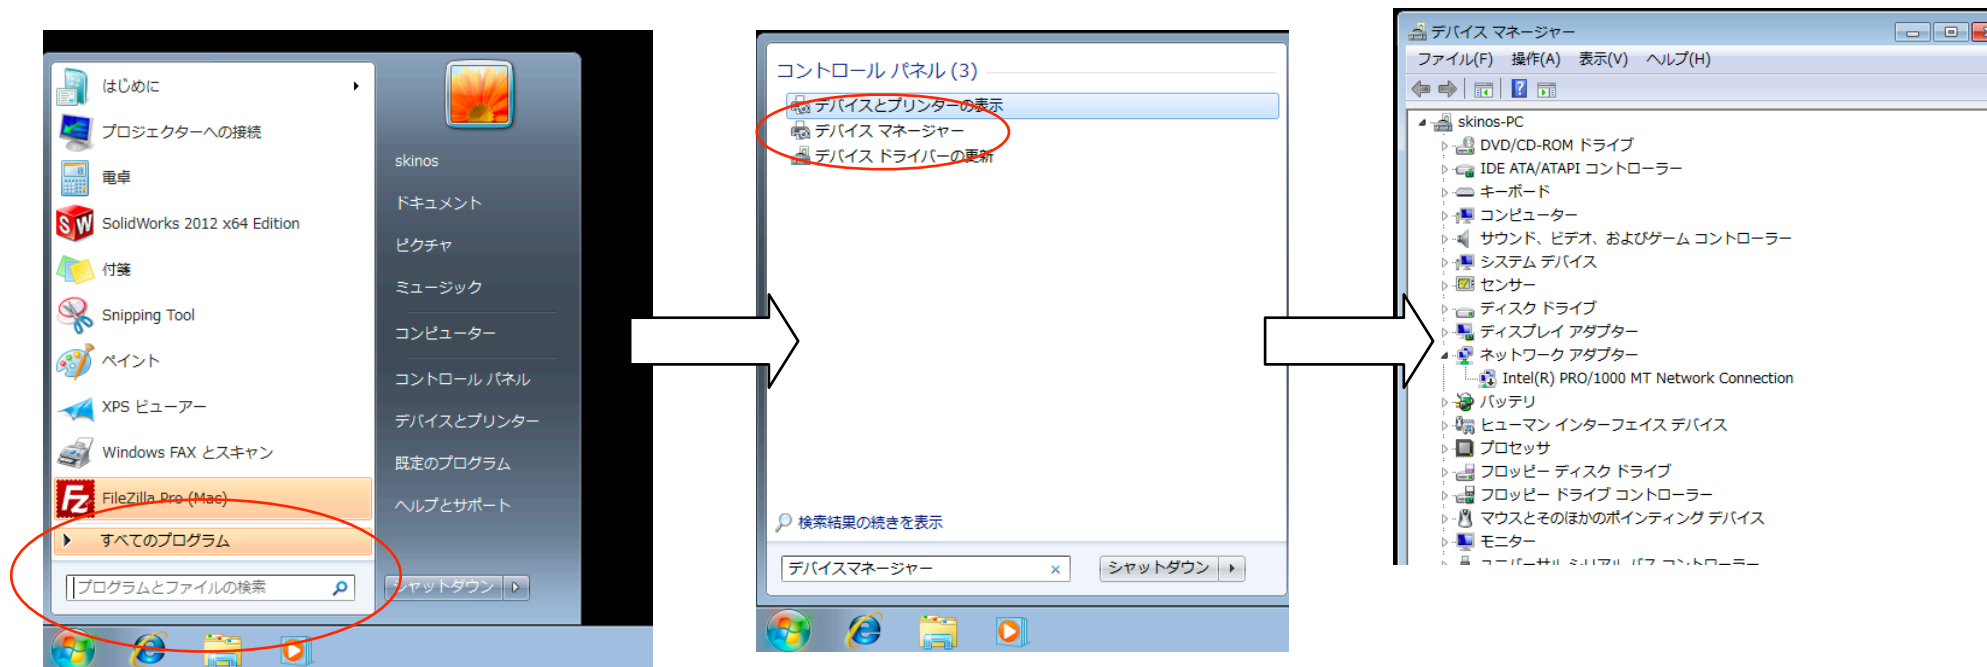 はじめに
プロジェクターへの接続
電卓
SolidWorks 2012 x64 Edition
付箋
Snipping Tool
ペイント
XPS ビューアー
Windows FAX とスキャン
FileZilla Pro (Mac)
すべてのプログラム
プログラムとファイルの検索
skinos
ドキュメント
ピクチャ
ミュージック
コンピューター
コントロール パネル
デバイスとプリンター
既定のプログラム
ヘルプとサポート
シャットダウン
コントロール パネル (3)
デバイスとプリンターの表示
デバイス マネージャー
デバイス ドライバーの更新
検索結果の続きを表示
デバイスマネージャー
シャットダウン
デバイス マネージャー
ファイル(F) 操作(A) 表示(V) ヘルプ(H)
skinos-PC
DVD/CD-ROM ドライブ
IDE ATA/ATAPI コントローラー
キーボード
コンピューター
サウンド、ビデオ、およびゲーム コントローラー
システム デバイス
センサー
ディスク ドライブ
ディスプレイ アダプター
ネットワーク アダプター
Intel(R) PRO/1000 MT Network Connection
バッテリ
ヒューマン インターフェイス デバイス
プロセッサ
フロッピー ディスク ドライブ
フロッピー ドライブ コントローラー
マウスとそのほかのポインティング デバイス
モニター
ユニバーサル シリアル バス コントローラー